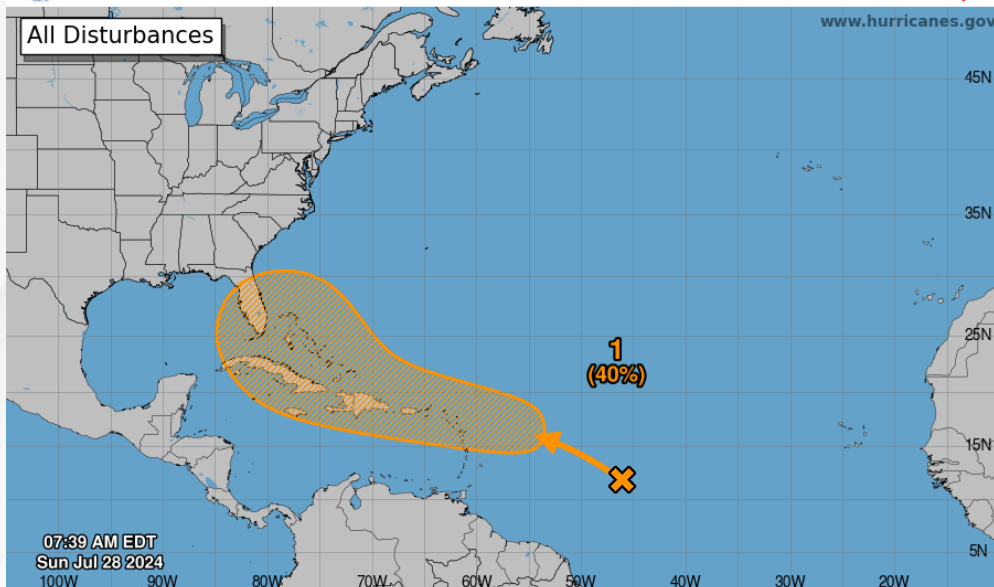 www.hurricanes.gov
All Disturbances
45N
35N
1
(40%)
25N
15N
07:39 AM EDT
Sun Jul 28 2024
5N
100W 90W 80W 70W 60W 50W 40W 30W 20W